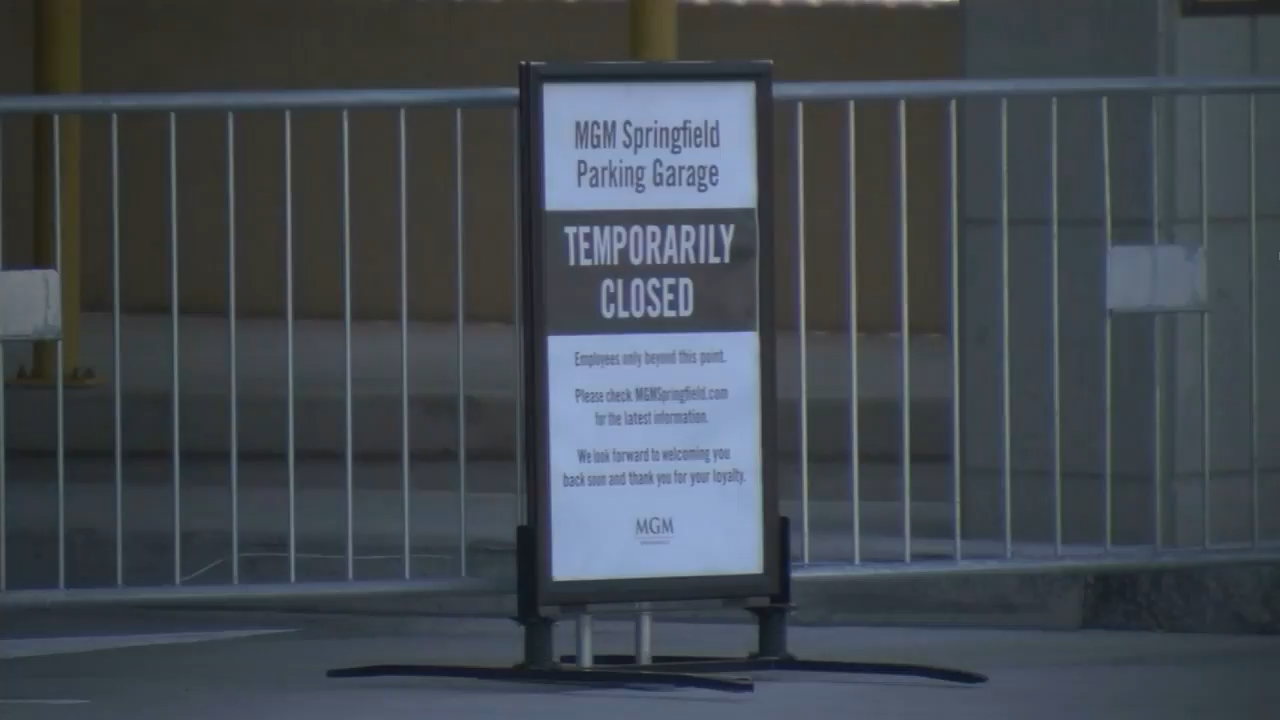 MGM Springfield
Parking Garage
TEMPORARILY
CLOSED
Employees only beyond this point.
Please check MGMSpringfield.com
for the latest information.
We look forward to welcoming you
back soon and thank you for your loyalty.
MGM